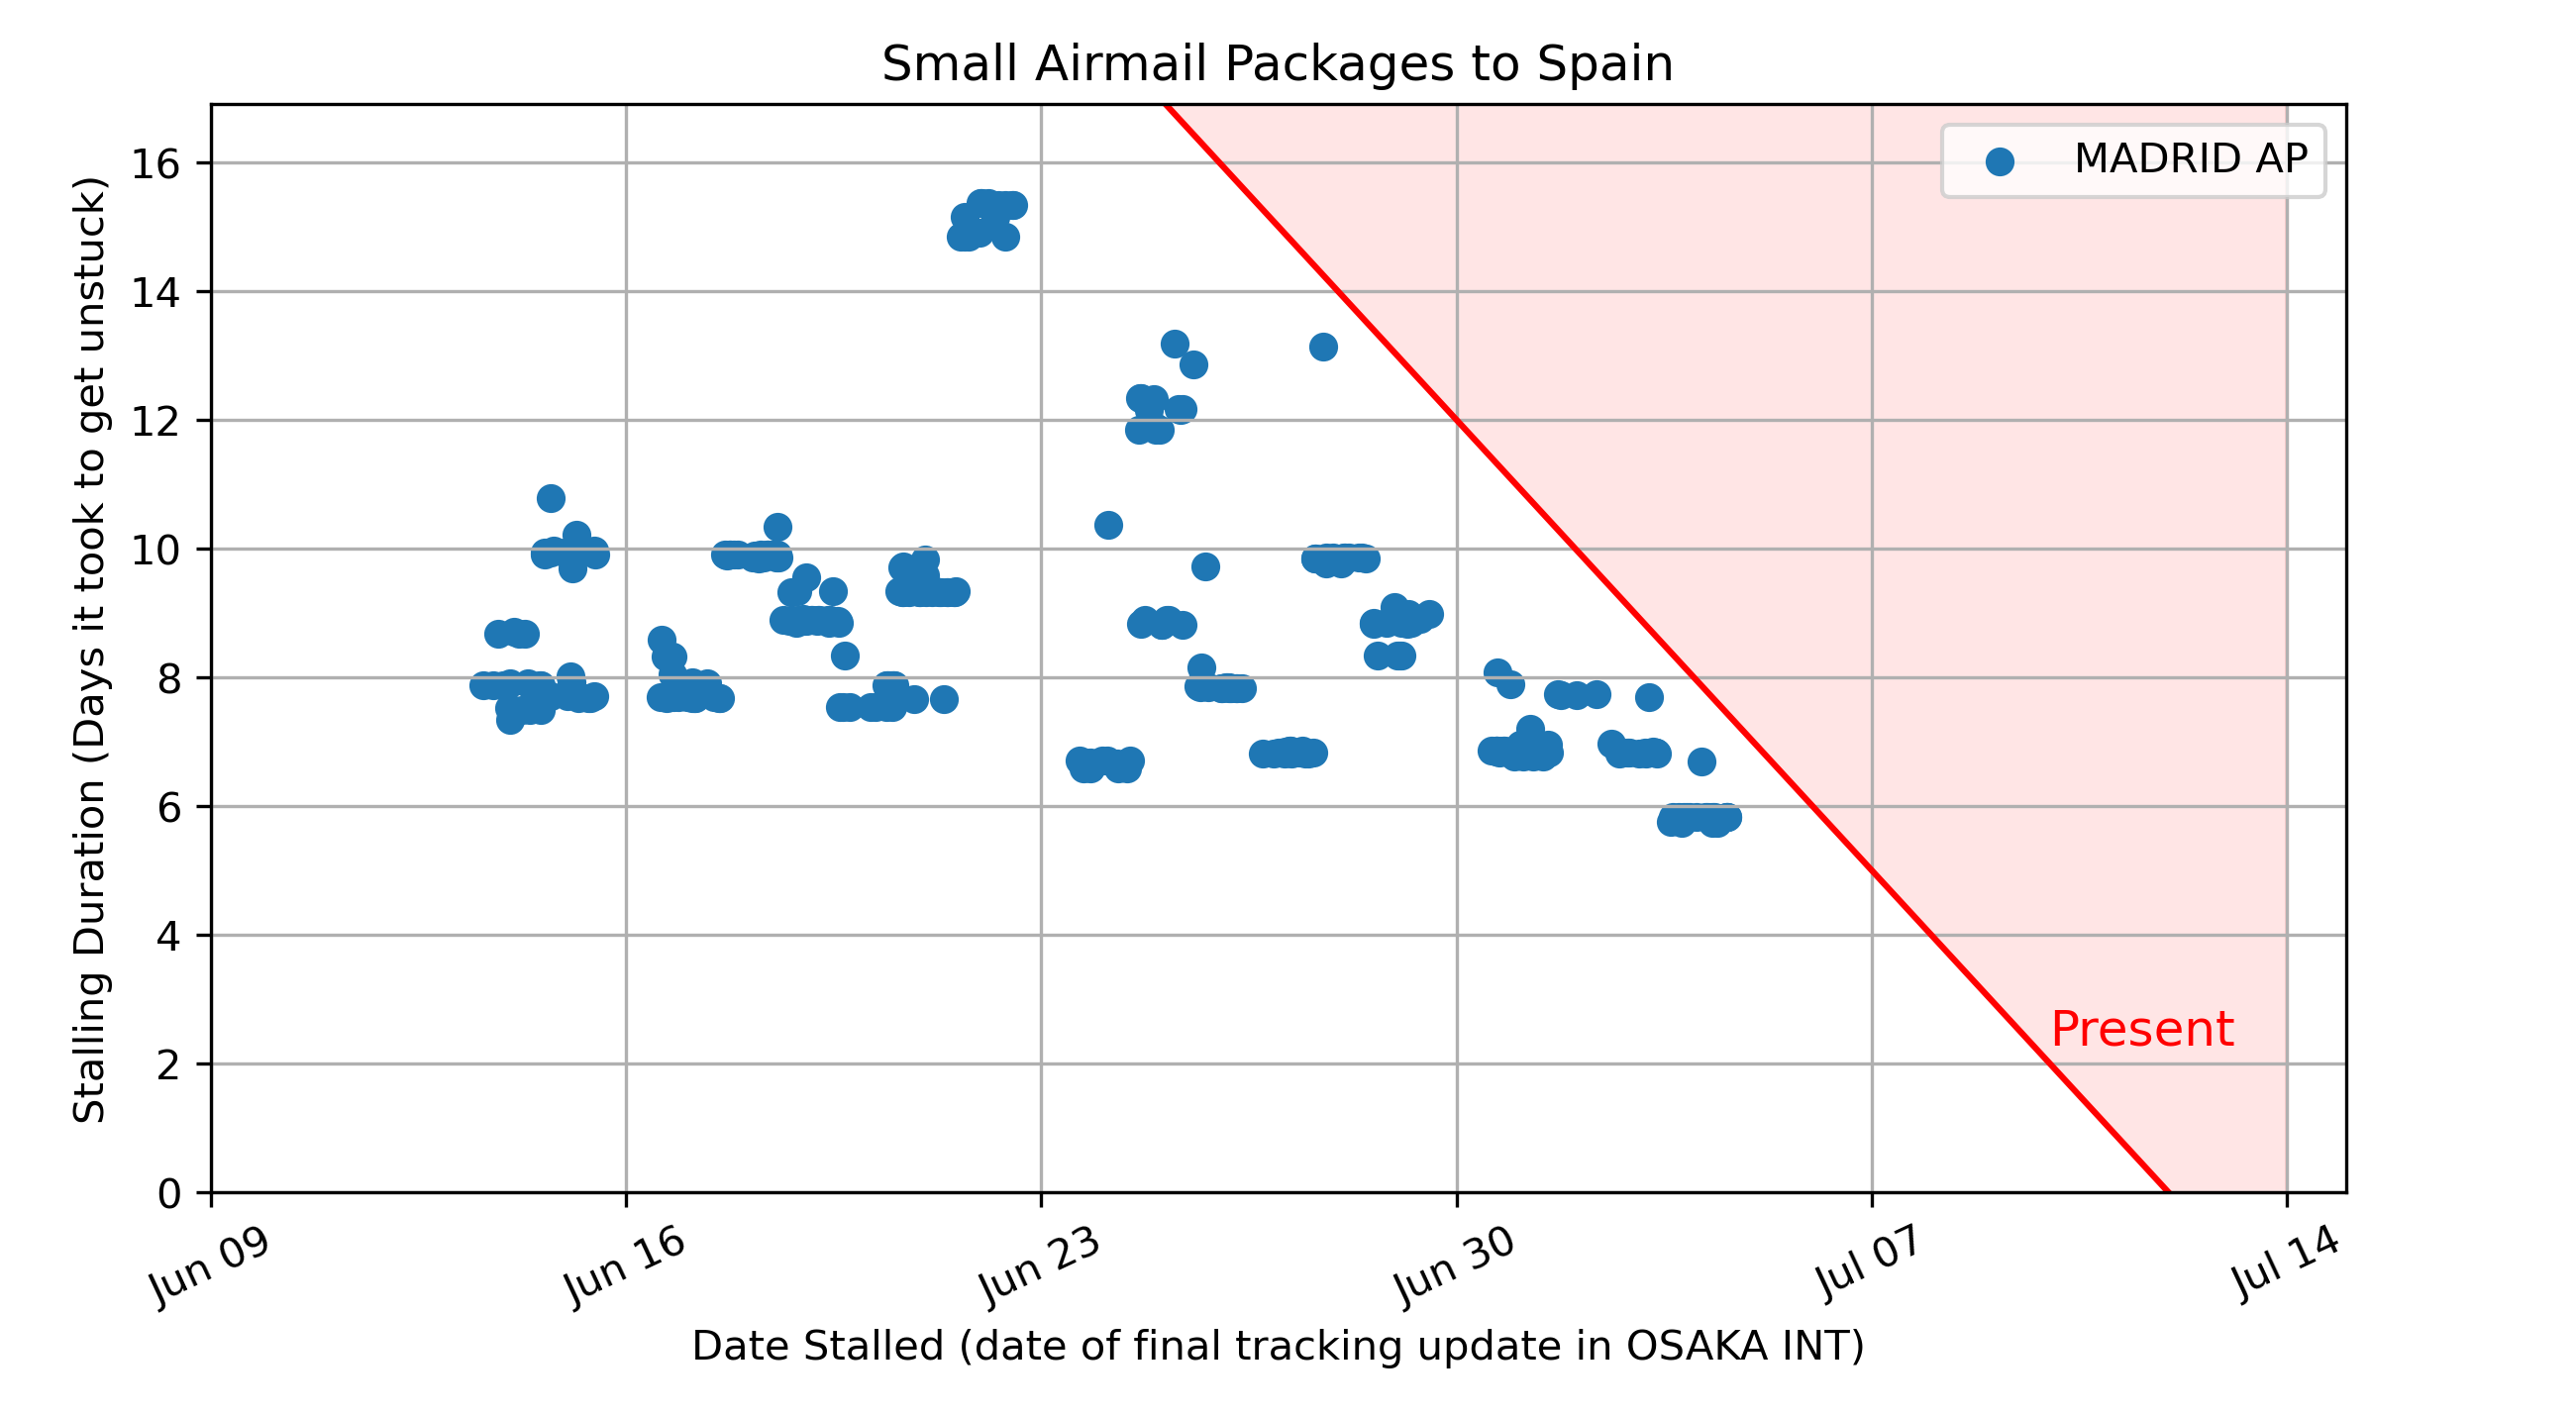 Small Airmail Packages to Spain
Stalling Duration (Days it took to get unstuck)
16
14
12
10
8
6
4
2
0
MADRID AP
Present
Jun 09
Jun 16
Jun 23
Jun 30
Jul 07
Jul 14
Date Stalled (date of final tracking update in OSAKA INT)